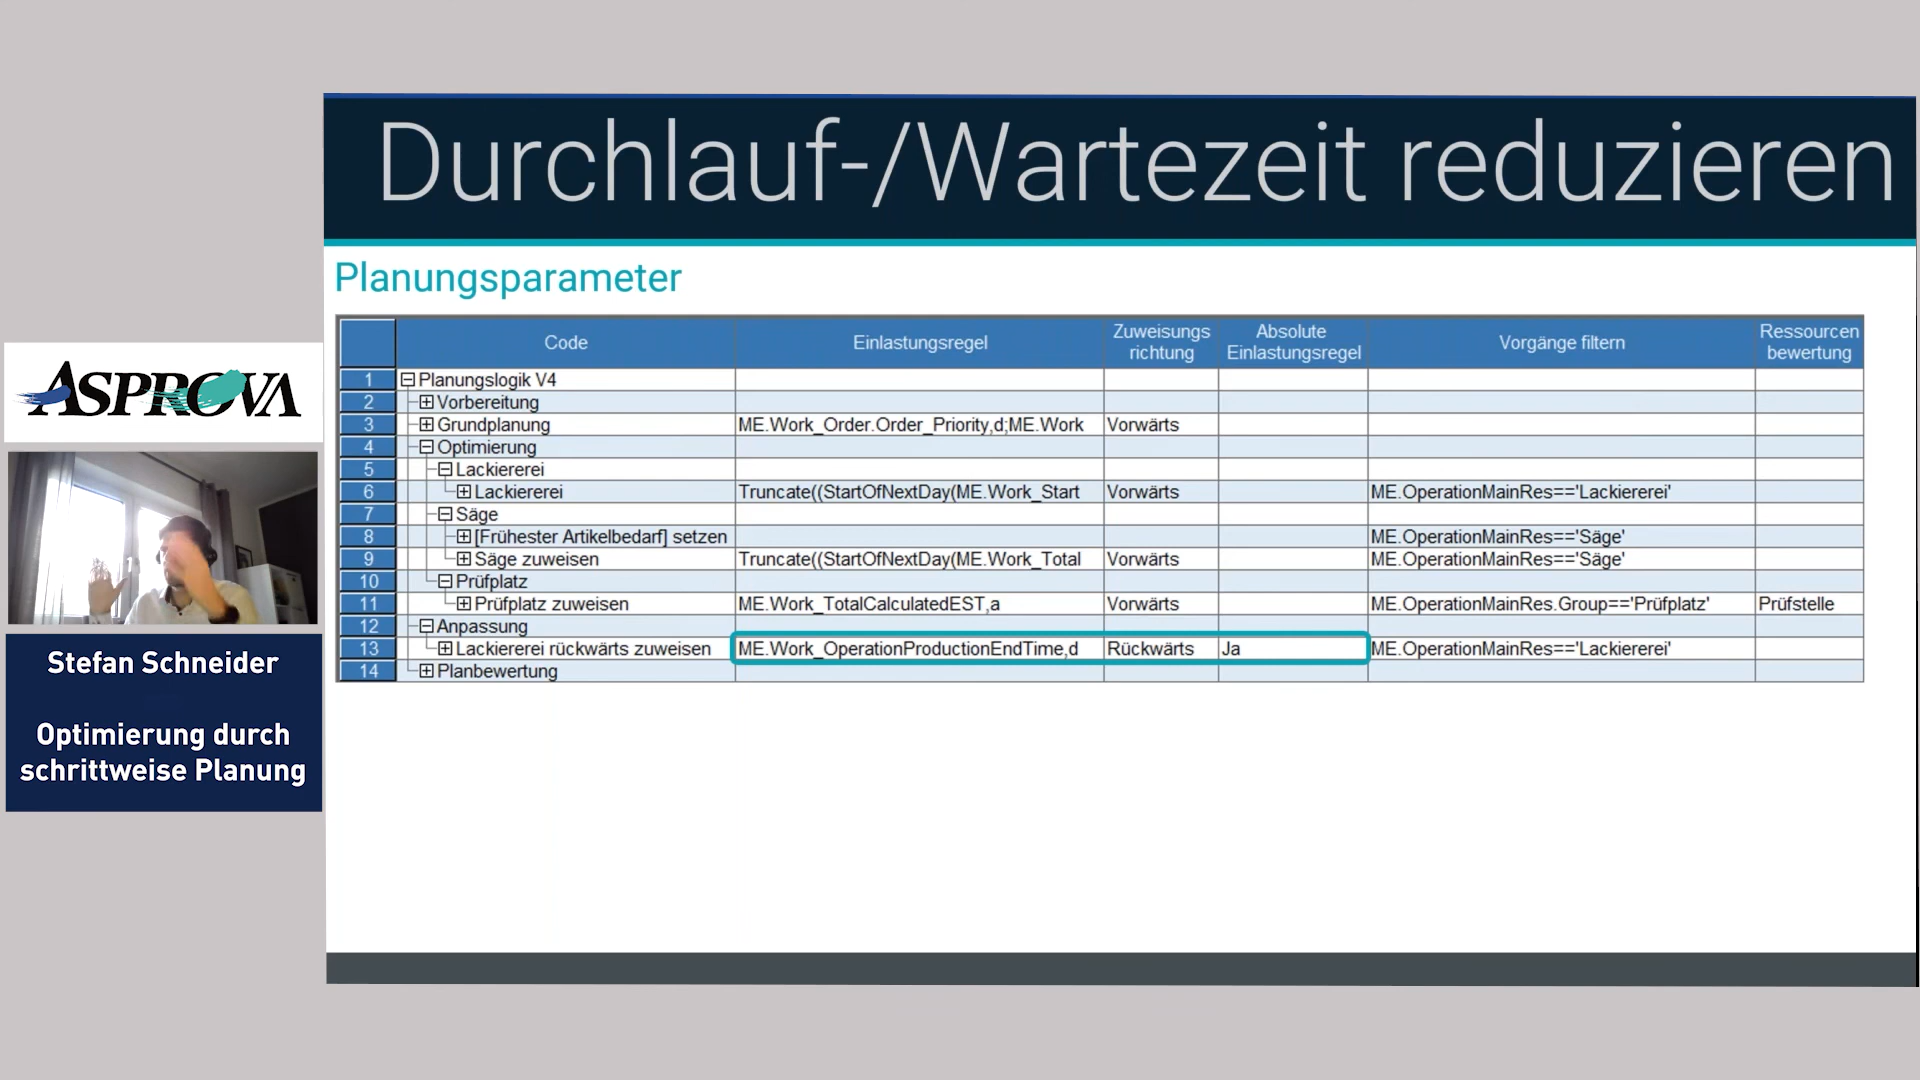 Durchlauf-/Wartezeit reduzieren
Planungsparameter
Code Einlastungsregel Zuweisungs richtung Absolute Einlastungsregel Vorgänge filtern Ressourcen bewertung
1 Planungslogik V4
2 Vorbereitung
3 Grundplanung ME.Work_Order.Order_Priority,d;ME.Work Vorwärts
4 Optimierung
5 Lackiererei
6 Lackiererei Truncate((StartOfNextDay(ME.Work_Start Vorwärts ME.OperationMainRes=='Lackiererei'
7 Säge
8 [Frühester Artikelbedarf] setzen ME.OperationMainRes=='Säge'
9 Säge zuweisen Truncate((StartOfNextDay(ME.Work_Total Vorwärts ME.OperationMainRes=='Säge'
10 Prüfplatz
11 Prüfplatz zuweisen ME.Work_TotalCalculatedEST,a Vorwärts ME.OperationMainRes.Group=='Prüfplatz' Prüfstelle
12 Anpassung
13 Lackiererei rückwärts zuweisen ME.Work_OperationProductionEndTime,d Rückwärts Ja ME.OperationMainRes=='Lackiererei'
14 Planbewertung
ASPROVA
Stefan Schneider
Optimierung durch
schrittweise Planung